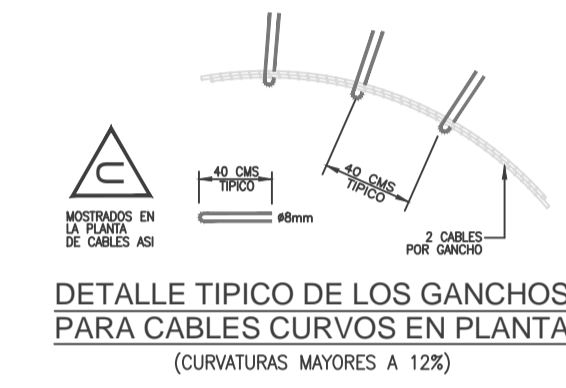 C
MOSTRADOS EN
LA PLANTA
DE CABLES ASI
40 CMS
TIPICO
ø8mm
40 CMS
TIPICO
2 CABLES
POR GANCHO
DETALLE TIPICO DE LOS GANCHOS
PARA CABLES CURVOS EN PLANTA
(CURVATURAS MAYORES A 12%)